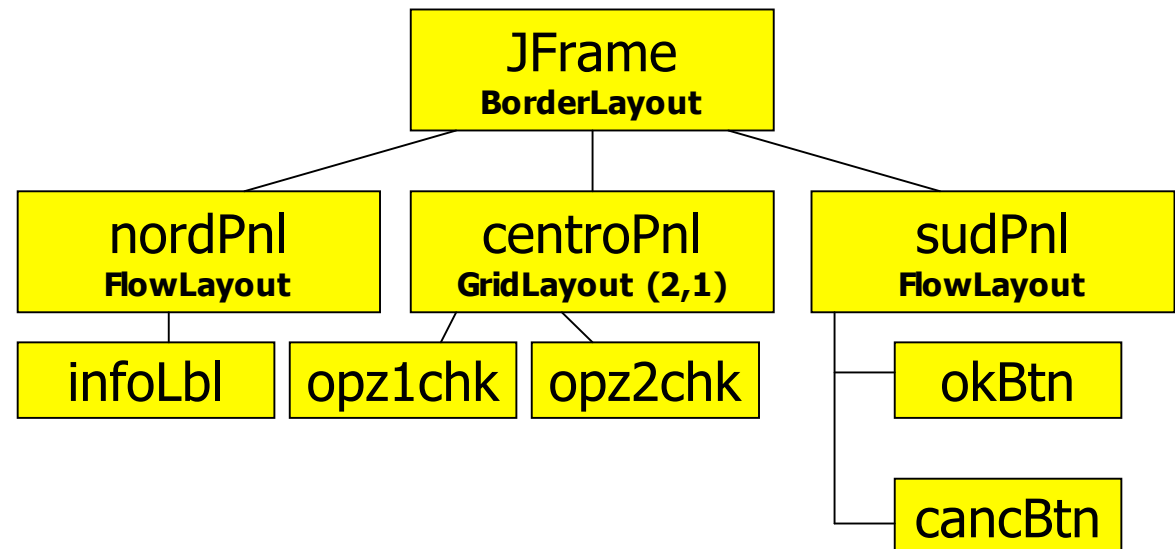 JFrame
BorderLayout
nordPnl
FlowLayout
centroPnl
GridLayout (2,1)
sudPnl
FlowLayout
infoLbl
opz1chk
opz2chk
okBtn
cancBtn